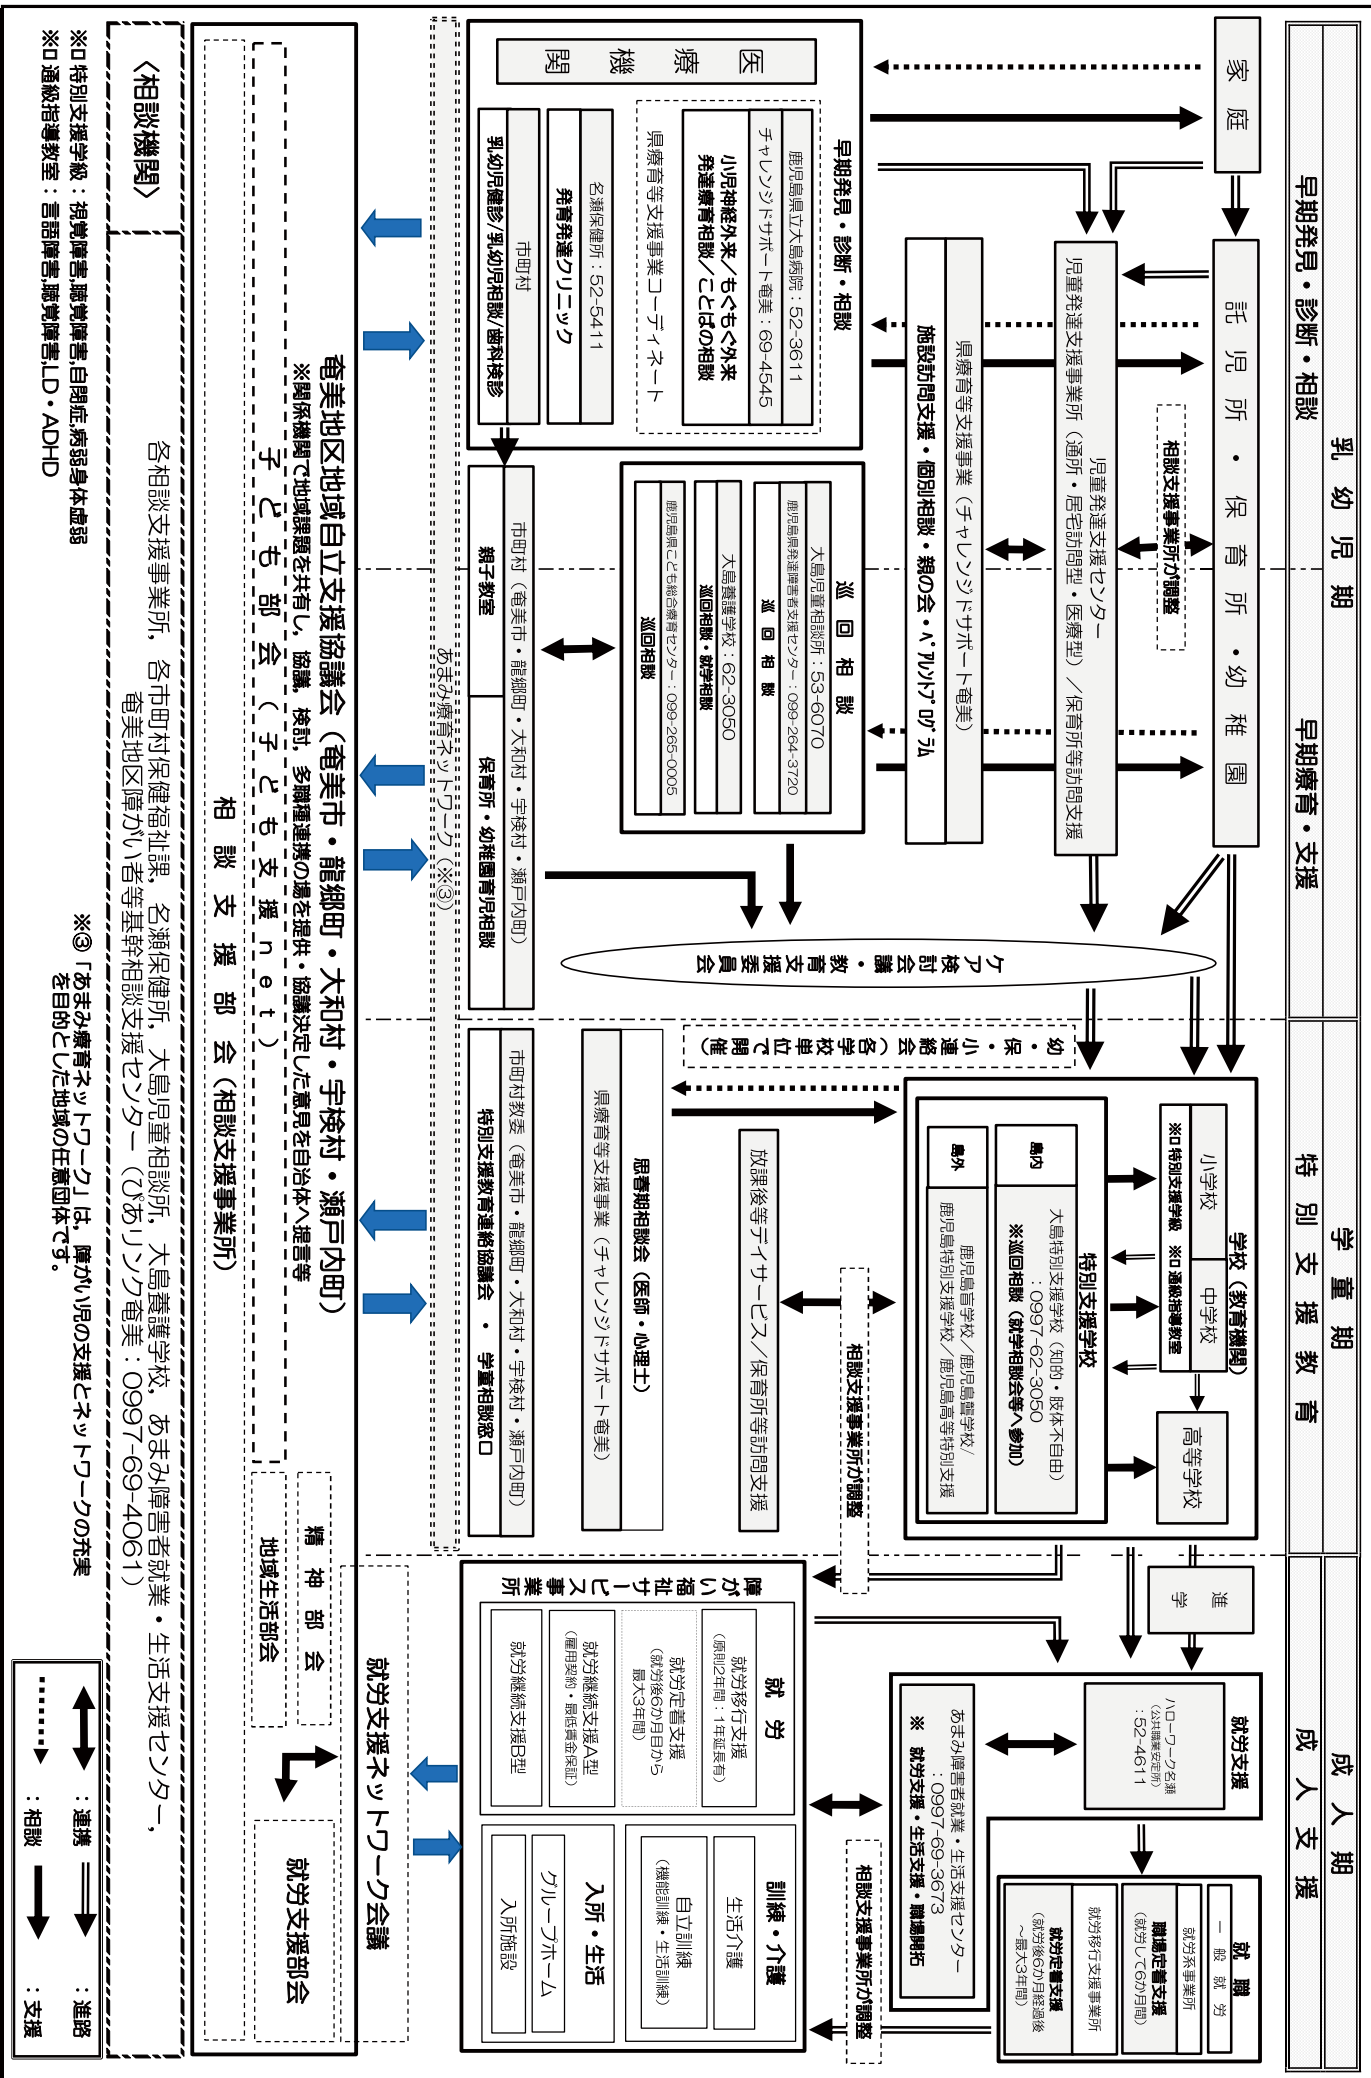 乳幼児期
学童期
成人期
早期発見・診断・相談
早期療育・支援
特別支援教育
成人支援
家庭
託児所・保育所・幼稚園
相談支援事業所が調整
児童発達支援センター
児童発達支援事業所（通所・居宅訪問型・医療型）／保育所等訪問支援
県療育等支援事業（チャレンジドサポート奄美）
施設訪問支援・個別相談・親の会・ペアレントプログラム
早期発見・診断・相談
医療機関
鹿児島県立大島病院：52-3611
チャレンジドサポート奄美：69-4545
小児神経外来／もぐもぐ外来
発達療育相談／ことばの相談
県療育等支援事業コーディネート
名瀬保健所：52-5411
発育発達クリニック
市町村
乳幼児健診/乳幼児相談/歯科検診
巡回相談
大島児童相談所：53-6070
鹿児島県発達障害者支援センター：099-264-3720
巡回相談
大島養護学校：62-3050
巡回相談・就学相談
鹿児島県こども総合療育センター：099-265-0005
巡回相談
市町村（奄美市・龍郷町・大和村・宇検村・瀬戸内町）
親子教室
保育所・幼稚園育児相談
ケア検討会議・教育支援委員会
幼・保・小連絡会（各学校単位で開催）
学校（教育機関）
小学校
中学校
※□特別支援学級　※□通級指導教室
高等学校
特別支援学校
島内
大島特別支援学校（知的・肢体不自由）
：0997-62-3050
※巡回相談（就学相談会等へ参加）
島外
鹿児島盲学校／鹿児島聾学校/
鹿児島特別支援学校／鹿児島高等特別支援
相談支援事業所が調整
放課後等デイサービス／保育所等訪問支援
思春期相談会（医師・心理士）
県療育等支援事業（チャレンジドサポート奄美）
市町村教委（奄美市・龍郷町・大和村・宇検村・瀬戸内町）
特別支援教育連絡協議会　・　学童相談窓口
進学
就労支援
ハローワーク名瀬
（公共職業安定所）
：52-4611
あまみ障害者就業・生活支援センター
：0997-69-3673
※　就労支援・生活支援・職場開拓
就職
一般就労
就労系事業所
職場定着支援
（就労して6か月間）
就労移行支援事業所
就労定着支援
（就労後6か月経過後
～最大3年間）
相談支援事業所が調整
障がい福祉サービス事業所
就労
就労移行支援
（原則2年間：1年延長有）
就労定着支援
（就労後6か月目から
最大3年間）
就労継続支援A型
（雇用契約・最低賃金保証）
就労継続支援B型
訓練・介護
生活介護
自立訓練
（機能訓練・生活訓練）
入所・生活
グループホーム
入所施設
あまみ療育ネットワーク（※③）
奄美地区地域自立支援協議会（奄美市・龍郷町・大和村・宇検村・瀬戸内町）
※関係機関で地域課題を共有し、協議、検討、多職種連携の場を提供・協議決定した意見を自治体へ提言等
子ども部会（子ども支援net）
相談支援部会（相談支援事業所）
精神部会
地域生活部会
就労支援ネットワーク会議
就労支援部会
〈相談機関〉
各相談支援事業所，各市町村保健福祉課，名瀬保健所，大島児童相談所，大島養護学校，あまみ障害者就業・生活支援センター，
奄美地区障がい者等基幹相談支援センター（ぴあリンク奄美：0997-69-4061）
※□特別支援学級：視覚障害,聴覚障害,自閉症,病弱身体虚弱
※□通級指導教室：言語障害,聴覚障害,LD・ADHD
※③「あまみ療育ネットワーク」は，障がい児の支援とネットワークの充実
を目的とした地域の任意団体です。
：連携
：進路
：相談
：支援